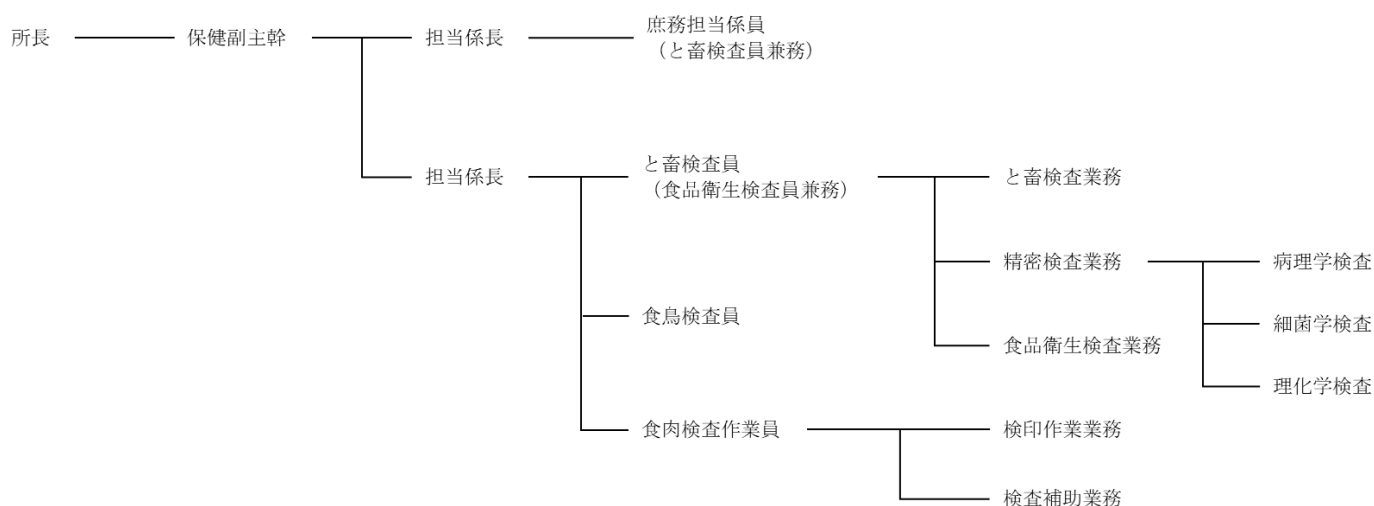 所長
保健副主幹
担当係長
庶務担当係員
（と畜検査員兼務）
担当係長
と畜検査員
（食品衛生検査員兼務）
と畜検査業務
精密検査業務
病理学検査
細菌学検査
理化学検査
食品衛生検査業務
食鳥検査員
食肉検査作業員
検印作業業務
検査補助業務